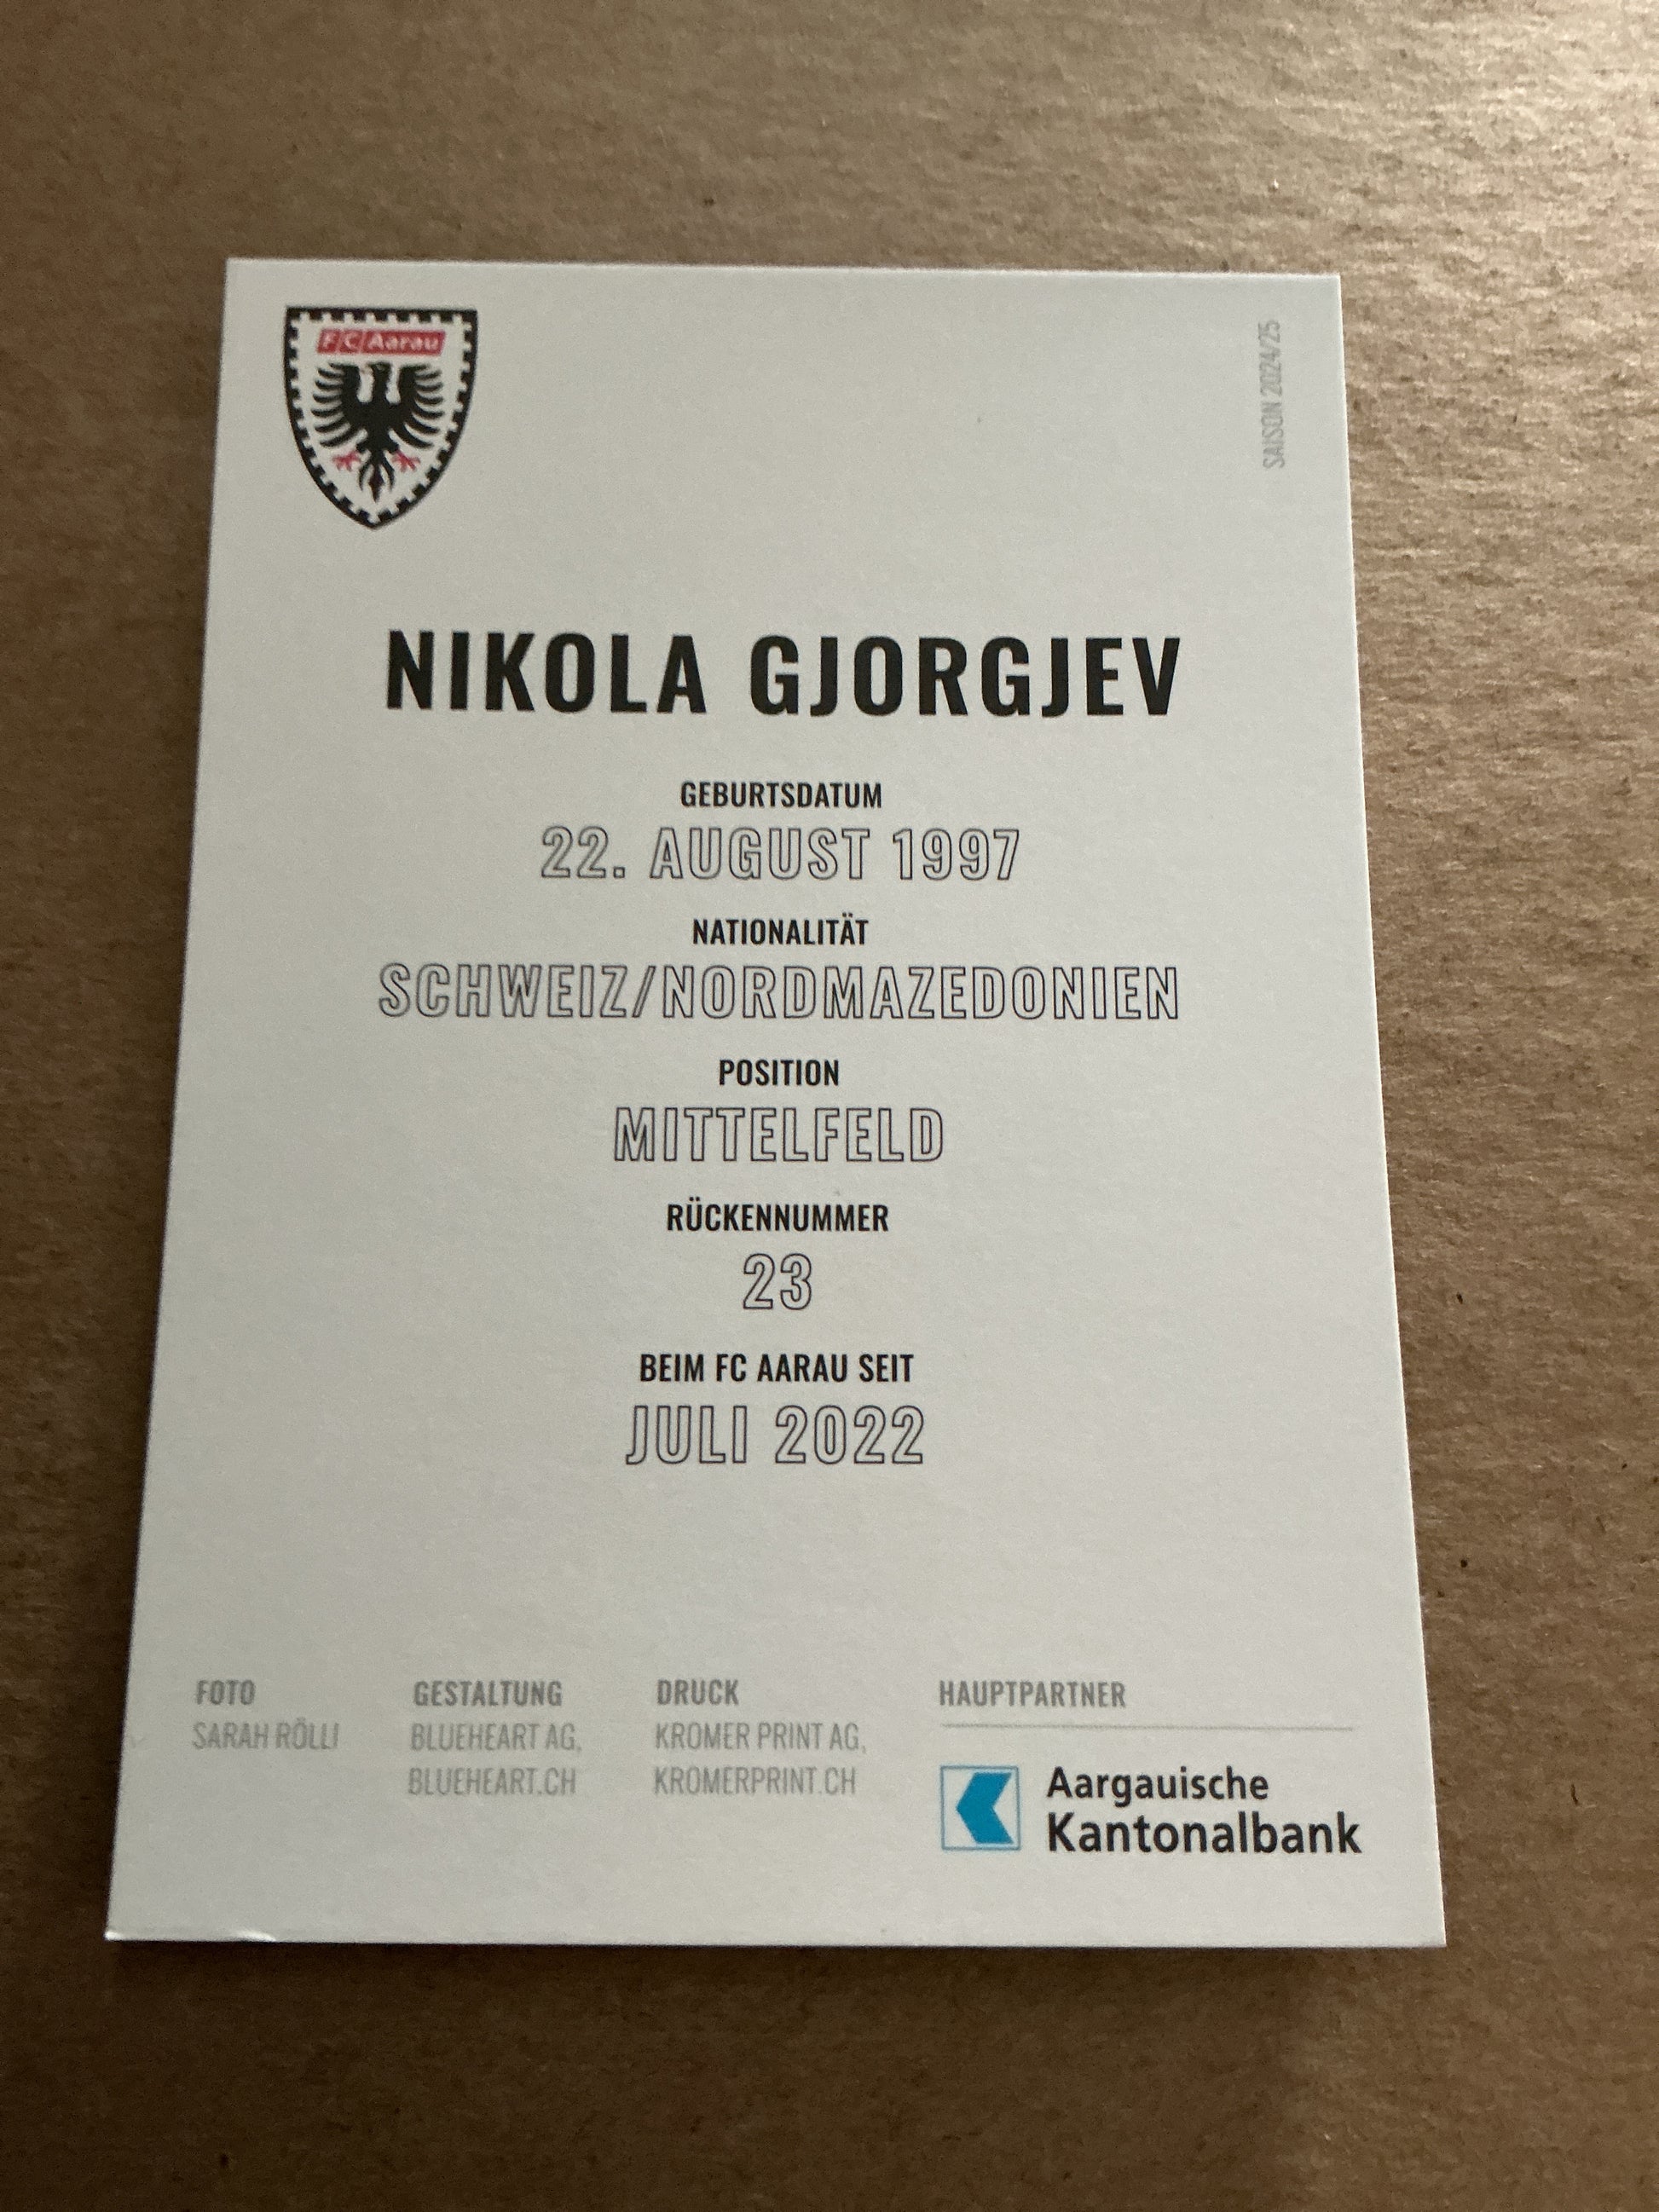 FC Aarau
SAISON 2024/25
NIKOLA GJORGJEV
GEBURTSDATUM
22. AUGUST 1997
NATIONALITÄT
SCHWEIZ/NORDMAZEDONIEN
POSITION
MITTELFELD
RÜCKENNUMMER
23
BEIM FC AARAU SEIT
JULI 2022
FOTO
SARAH RÖLLI
GESTALTUNG
BLUEHEART AG,
BLUEHEART.CH
DRUCK
KROMER PRINT AG,
KROMERPRINT.CH
HAUPTPARTNER
Aargauische
Kantonalbank